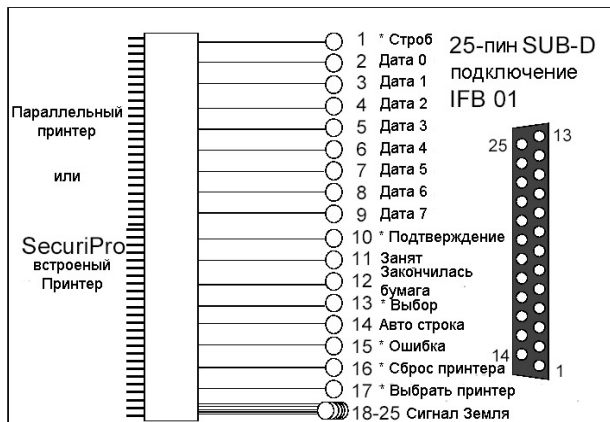 Параллельный
принтер
или
SecuriPro
встроеный
Принтер
1 * Строб
2 Дата 0
3 Дата 1
4 Дата 2
5 Дата 3
6 Дата 4
7 Дата 5
8 Дата 6
9 Дата 7
10 * Подтверждение
11 Занят
12 Закончилась
бумага
13 * Выбор
14 Авто строка
15 * Ошибка
16 * Сброс принтера
17 * Выбрать принтер
18-25 Сигнал Земля
25-пин SUB-D
подключение
IFB 01
25
13
14
1